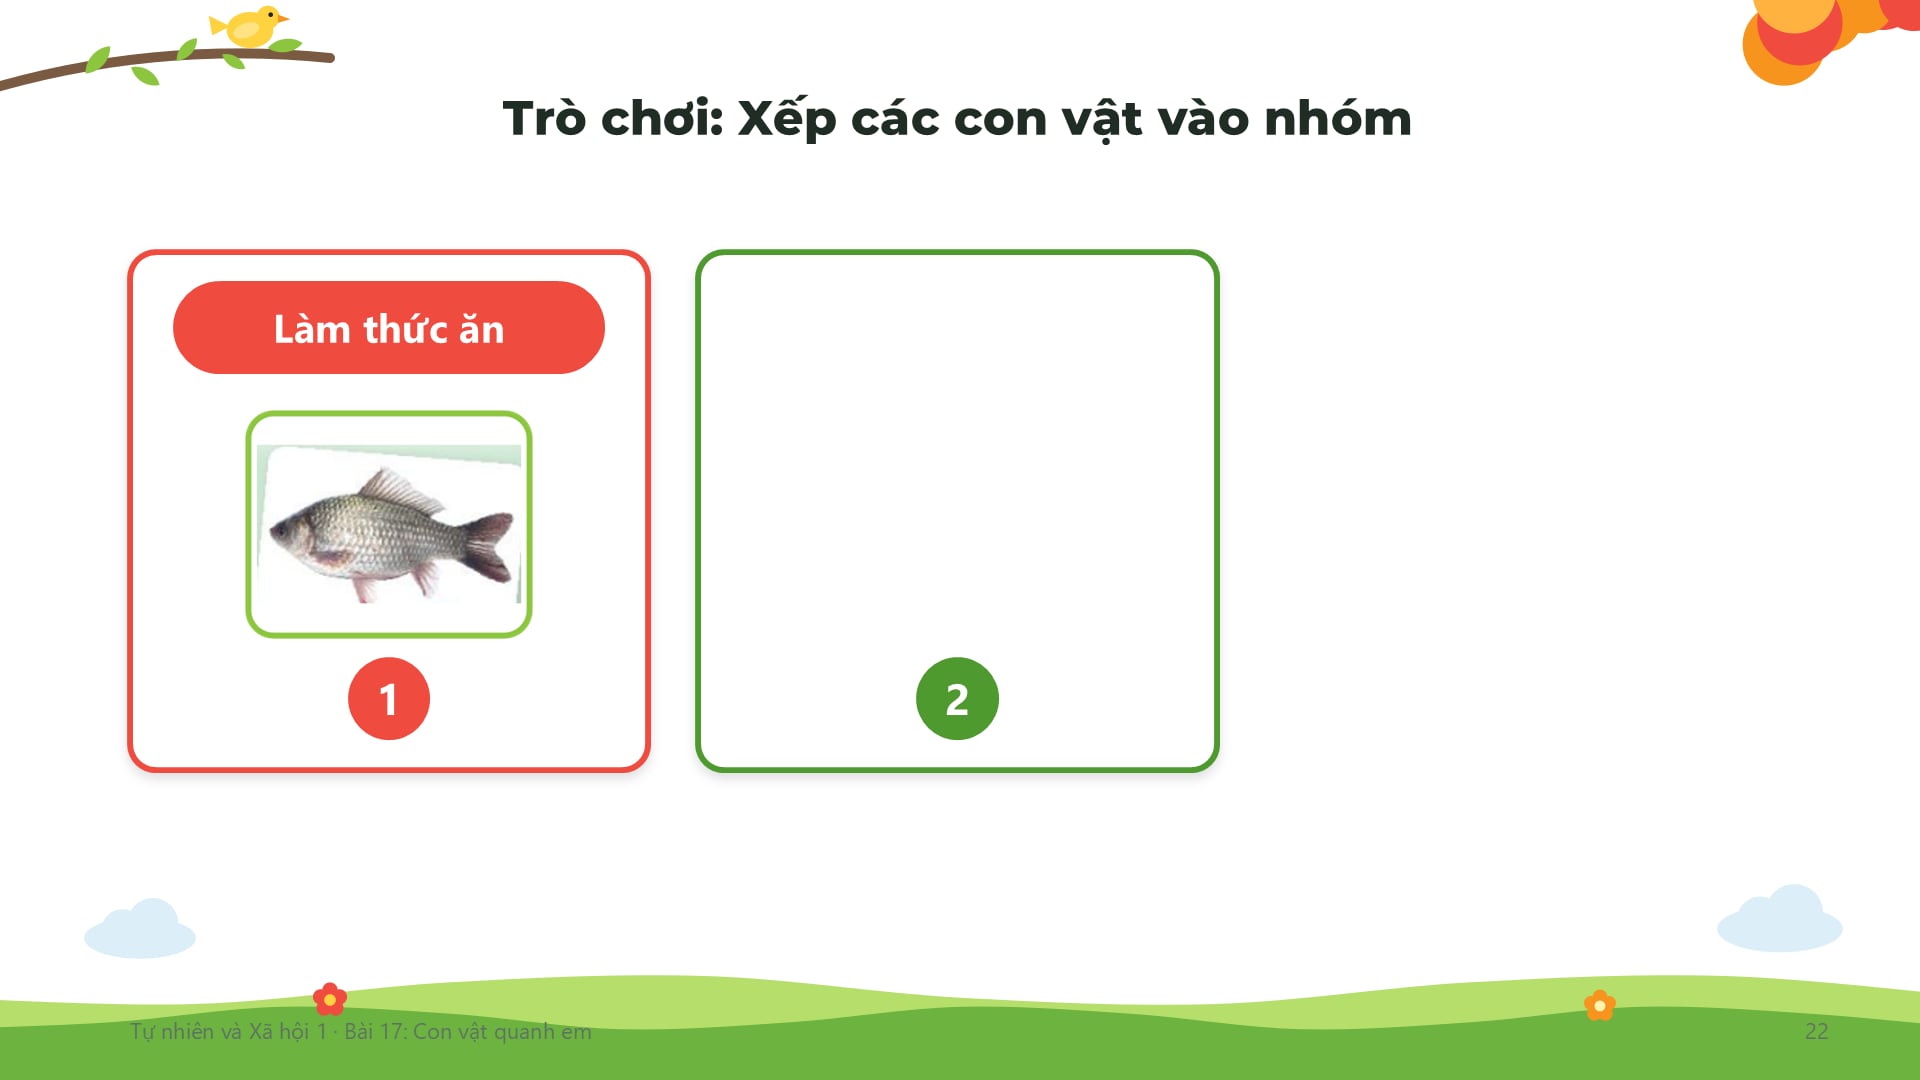 Trò chơi: Xếp các con vật vào nhóm
Làm thức ăn
1
2
Tự nhiên và Xã hội 1 · Bài 17: Con vật quanh em
22